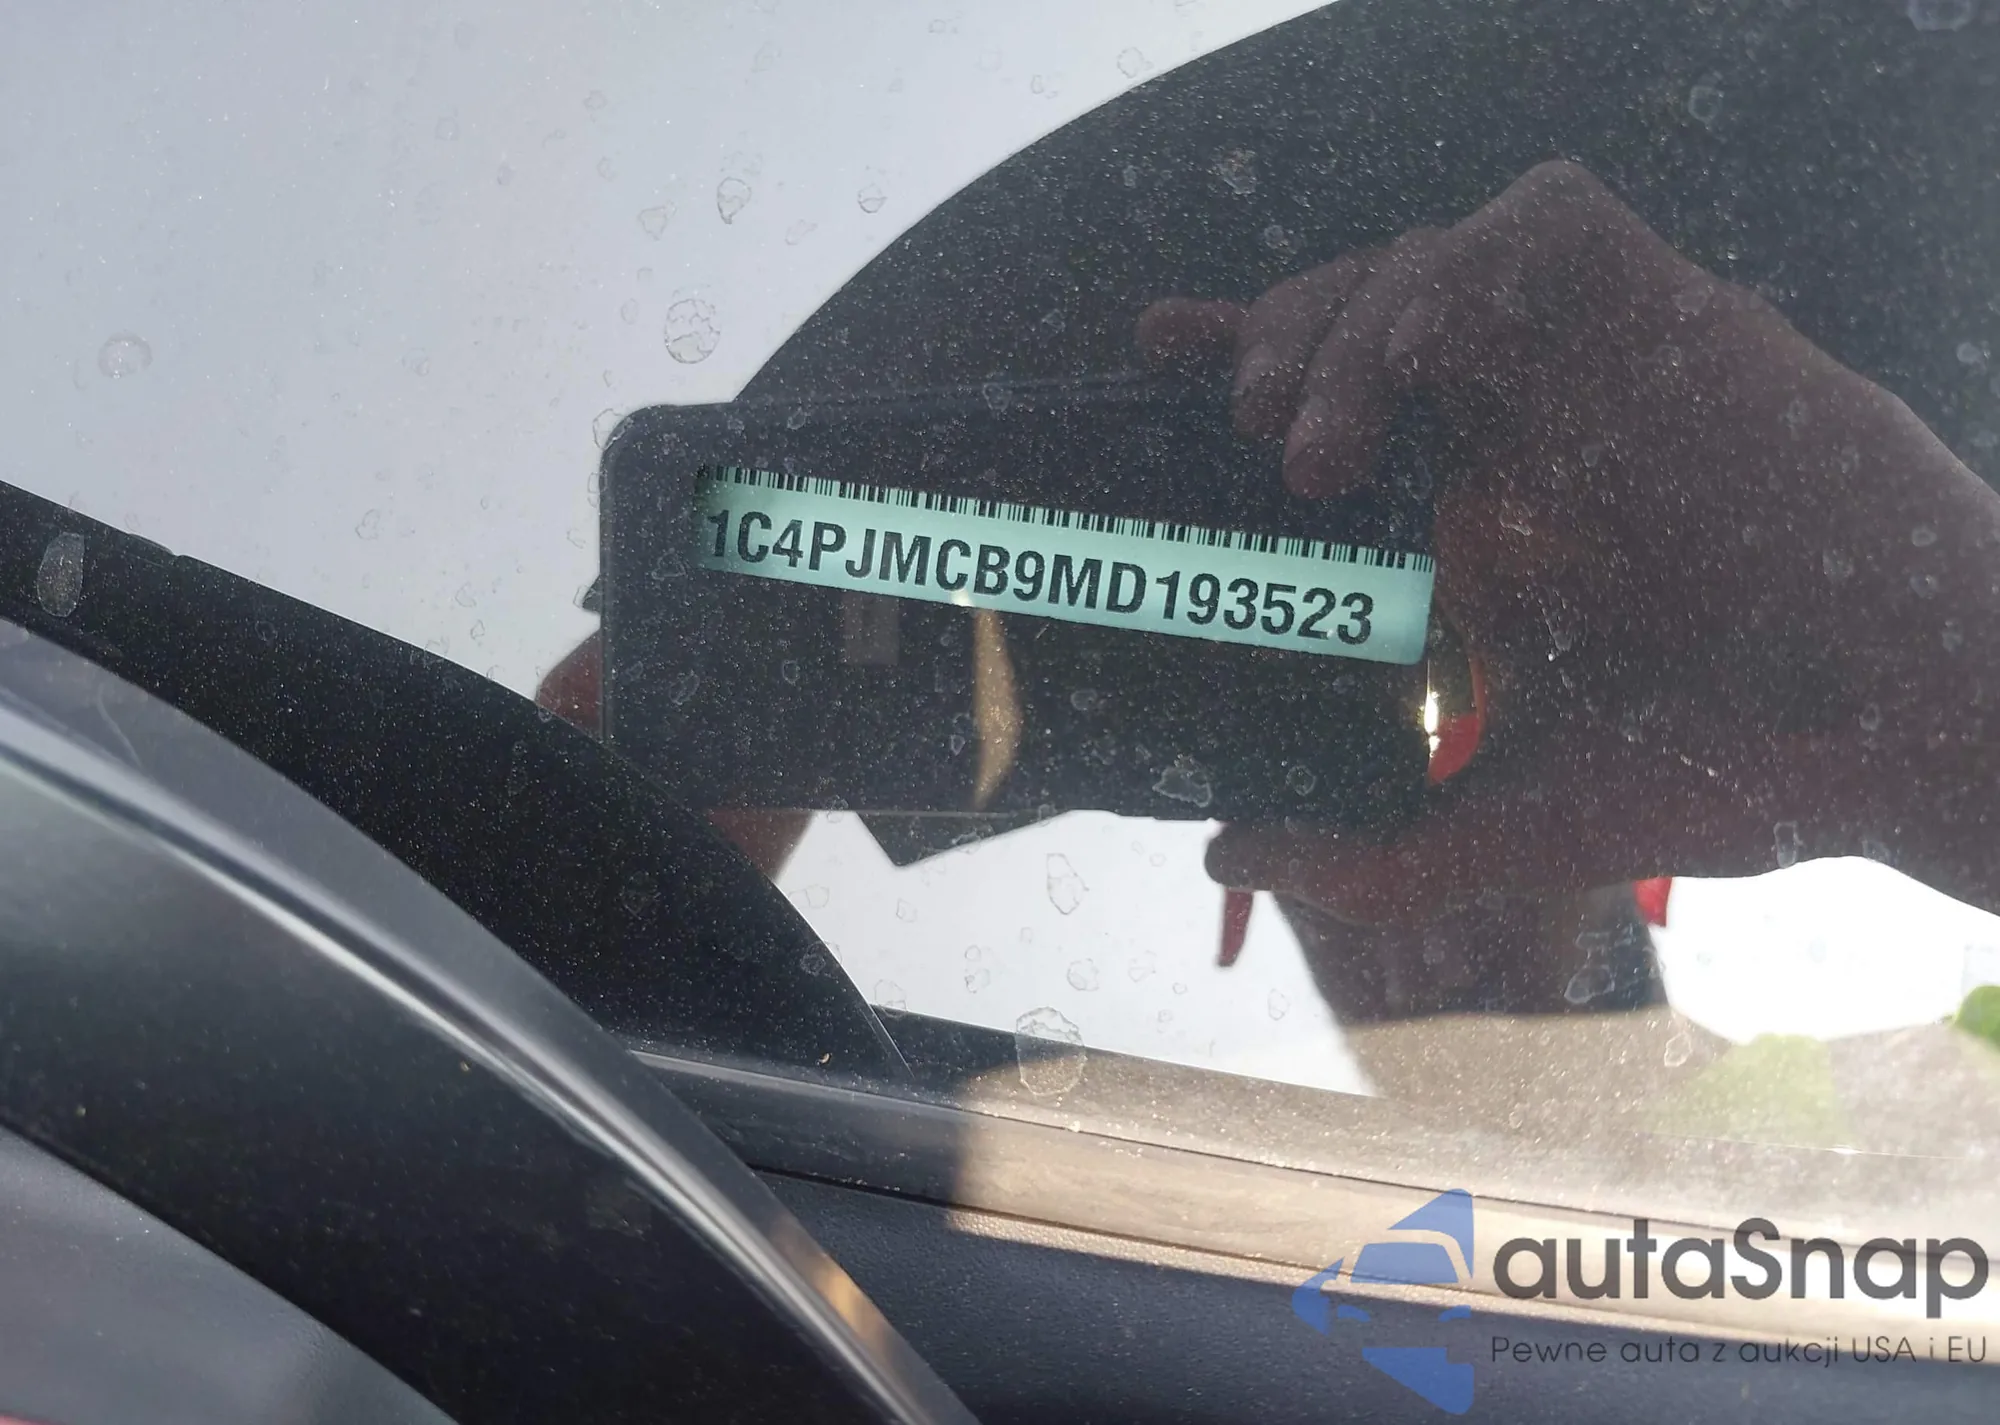 1C4PJMCB9MD193523
autaSnap
Pewne auta z aukcji USA i EU